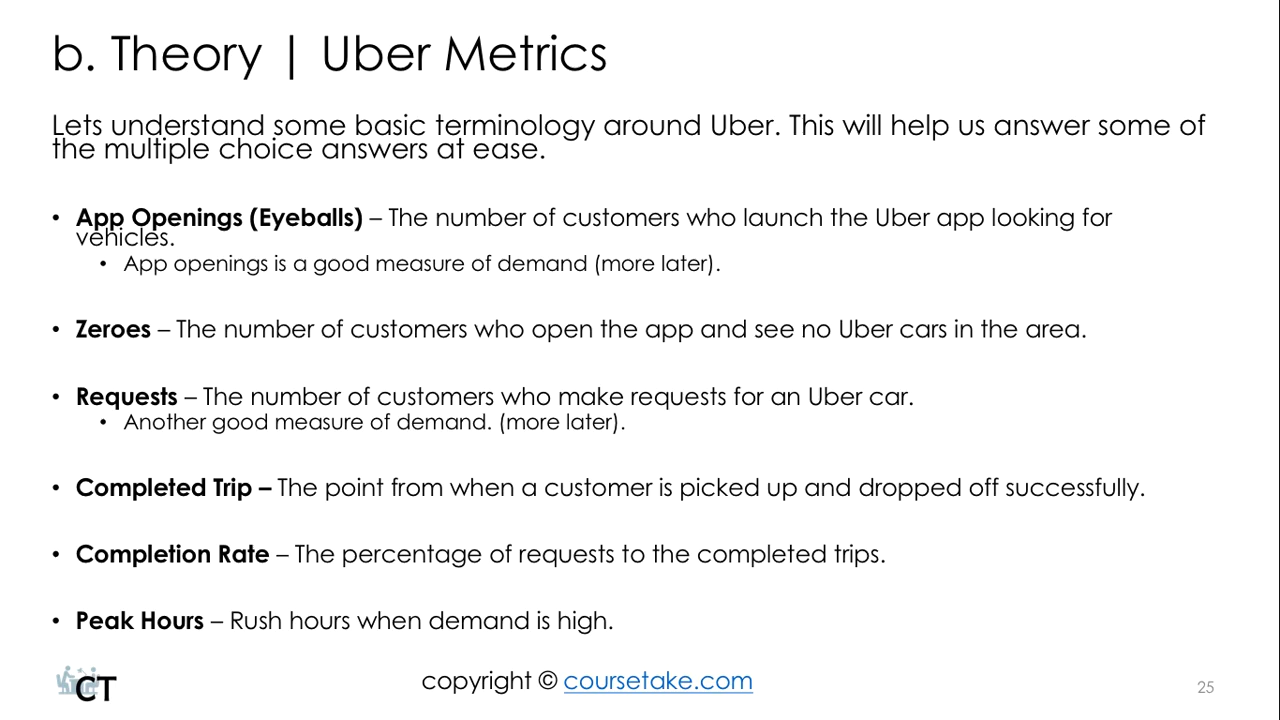 b. Theory | Uber Metrics
Lets understand some basic terminology around Uber. This will help us answer some of
the multiple choice answers at ease.
• App Openings (Eyeballs) – The number of customers who launch the Uber app looking for
vehicles.
• App openings is a good measure of demand (more later).
• Zeroes – The number of customers who open the app and see no Uber cars in the area.
• Requests – The number of customers who make requests for an Uber car.
• Another good measure of demand. (more later).
• Completed Trip – The point from when a customer is picked up and dropped off successfully.
• Completion Rate – The percentage of requests to the completed trips.
• Peak Hours – Rush hours when demand is high.
CT
copyright © coursetake.com
25